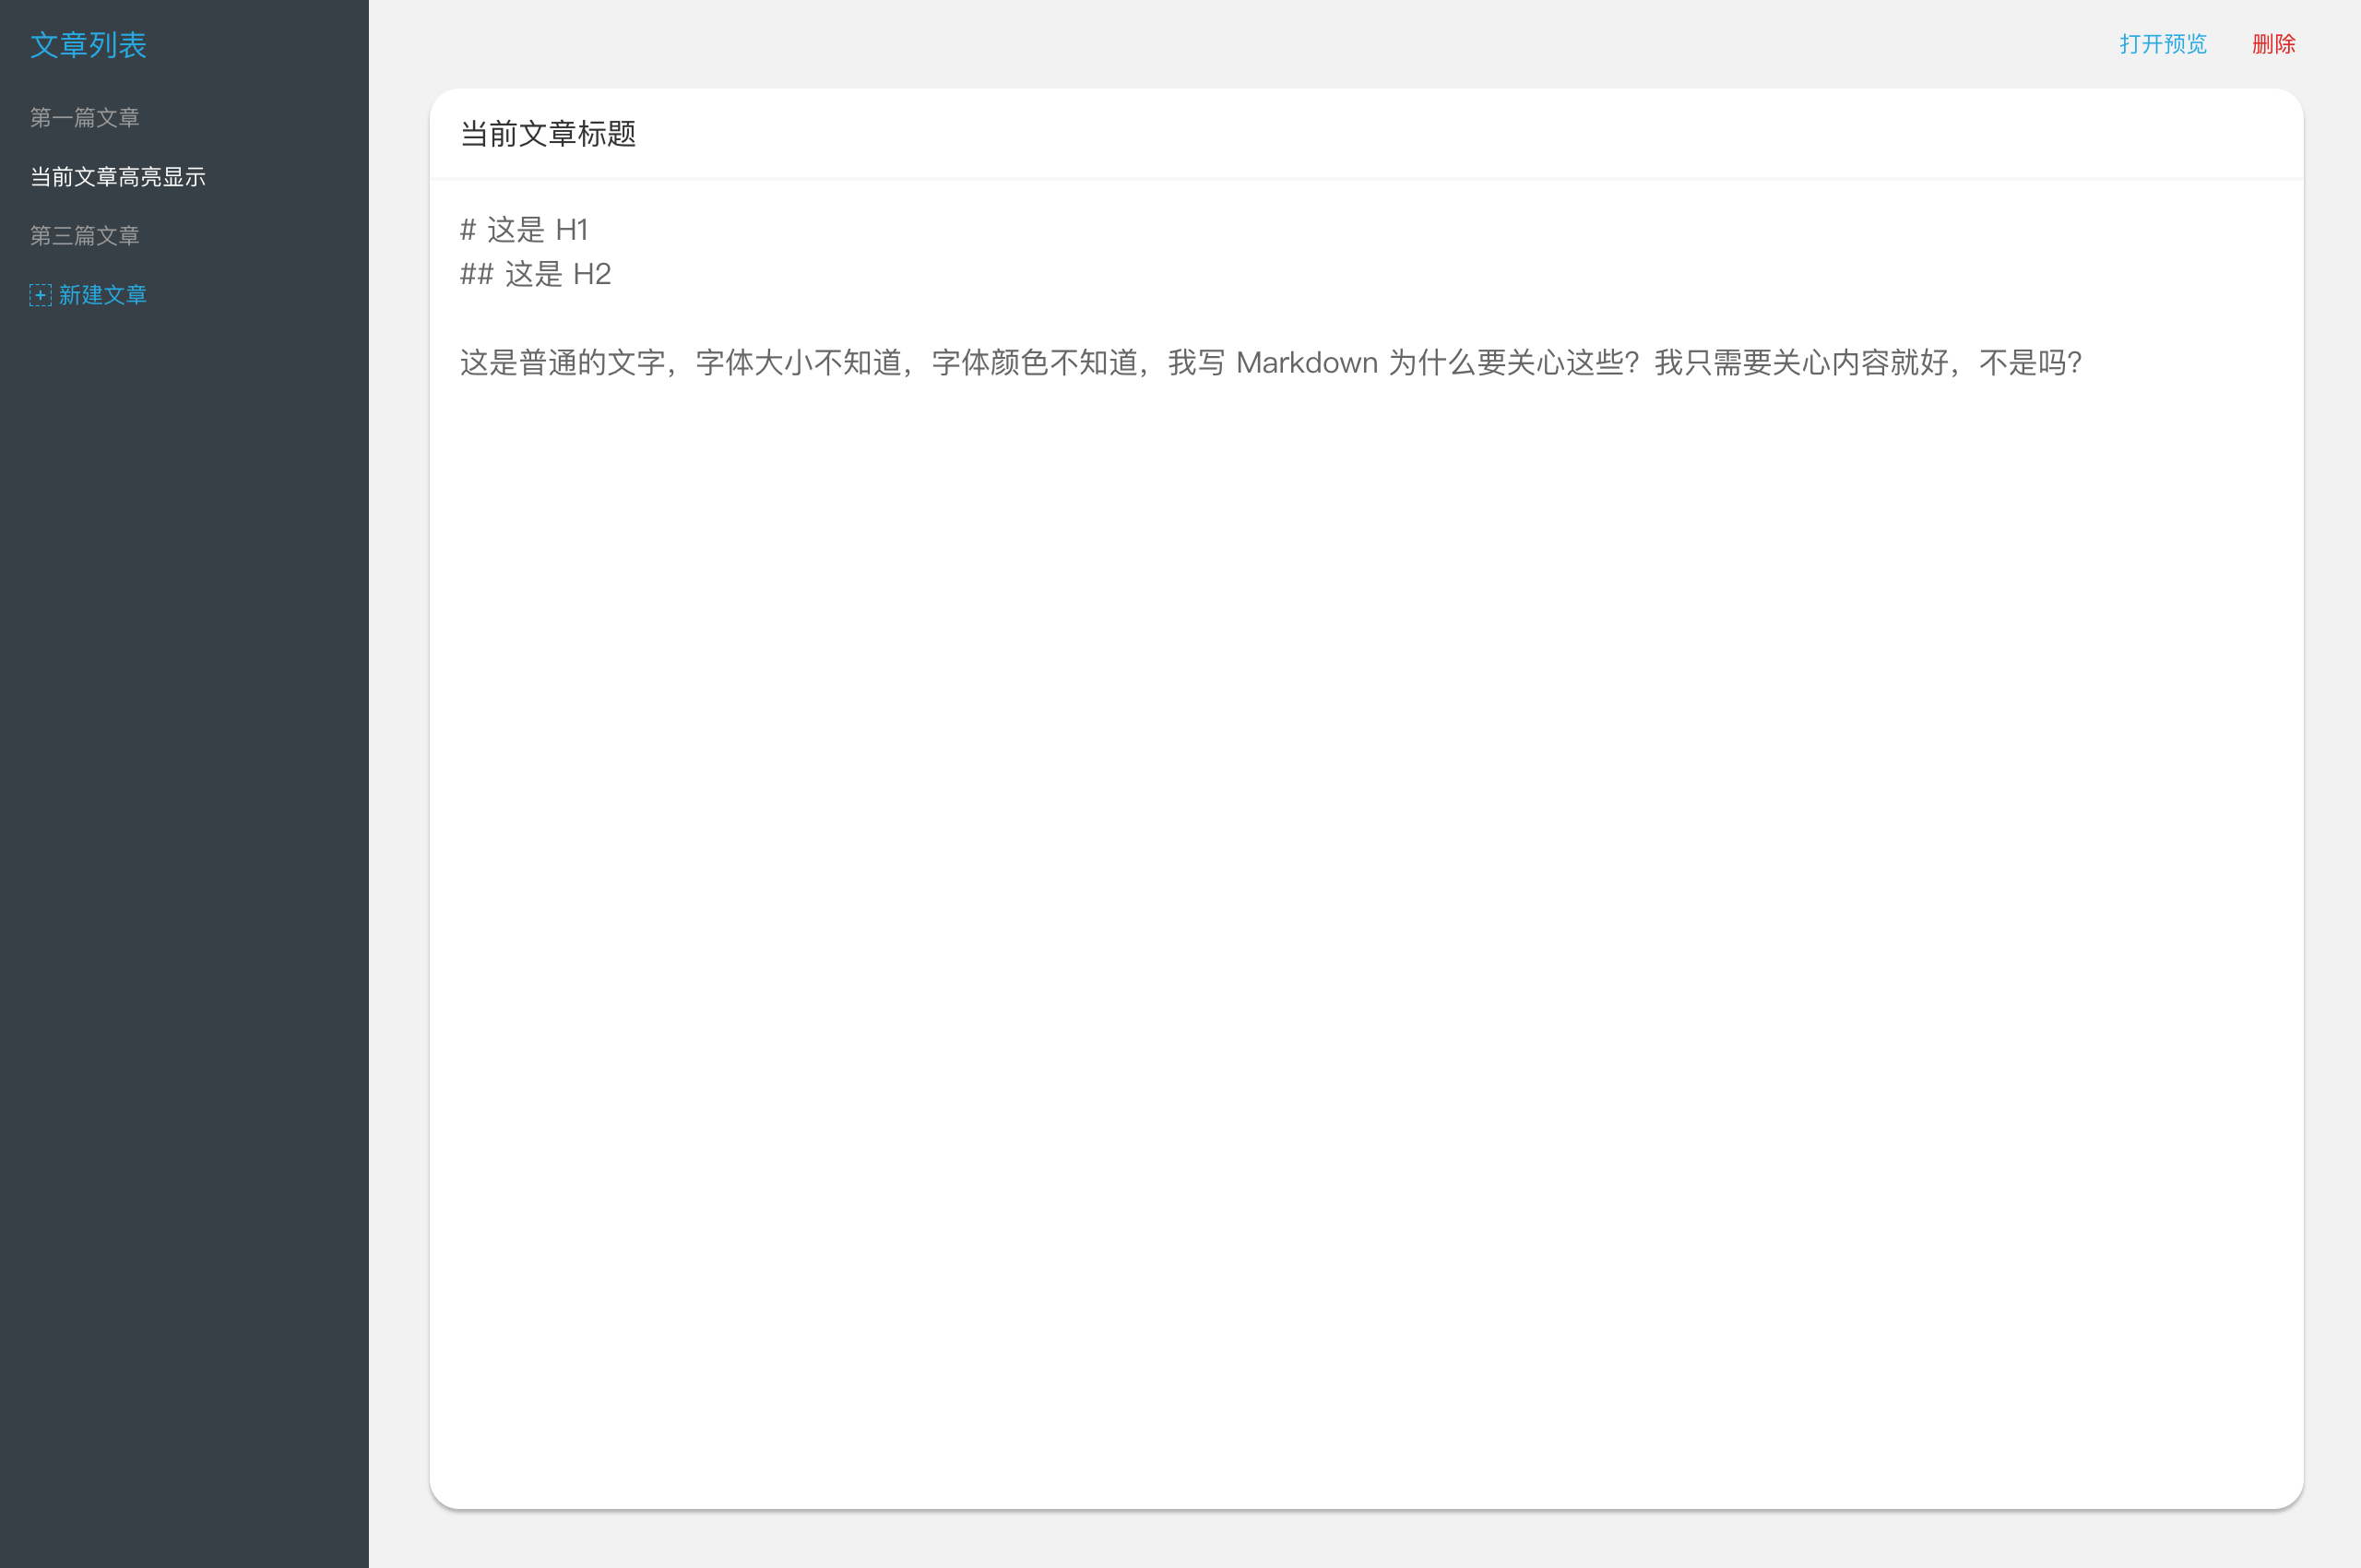 文章列表
第一篇文章
当前文章高亮显示
第三篇文章
+ 新建文章
打开预览 删除
当前文章标题
# 这是 H1
## 这是 H2
这是普通的文字，字体大小不知道，字体颜色不知道，我写 Markdown 为什么要关心这些？我只需要关心内容就好，不是吗？